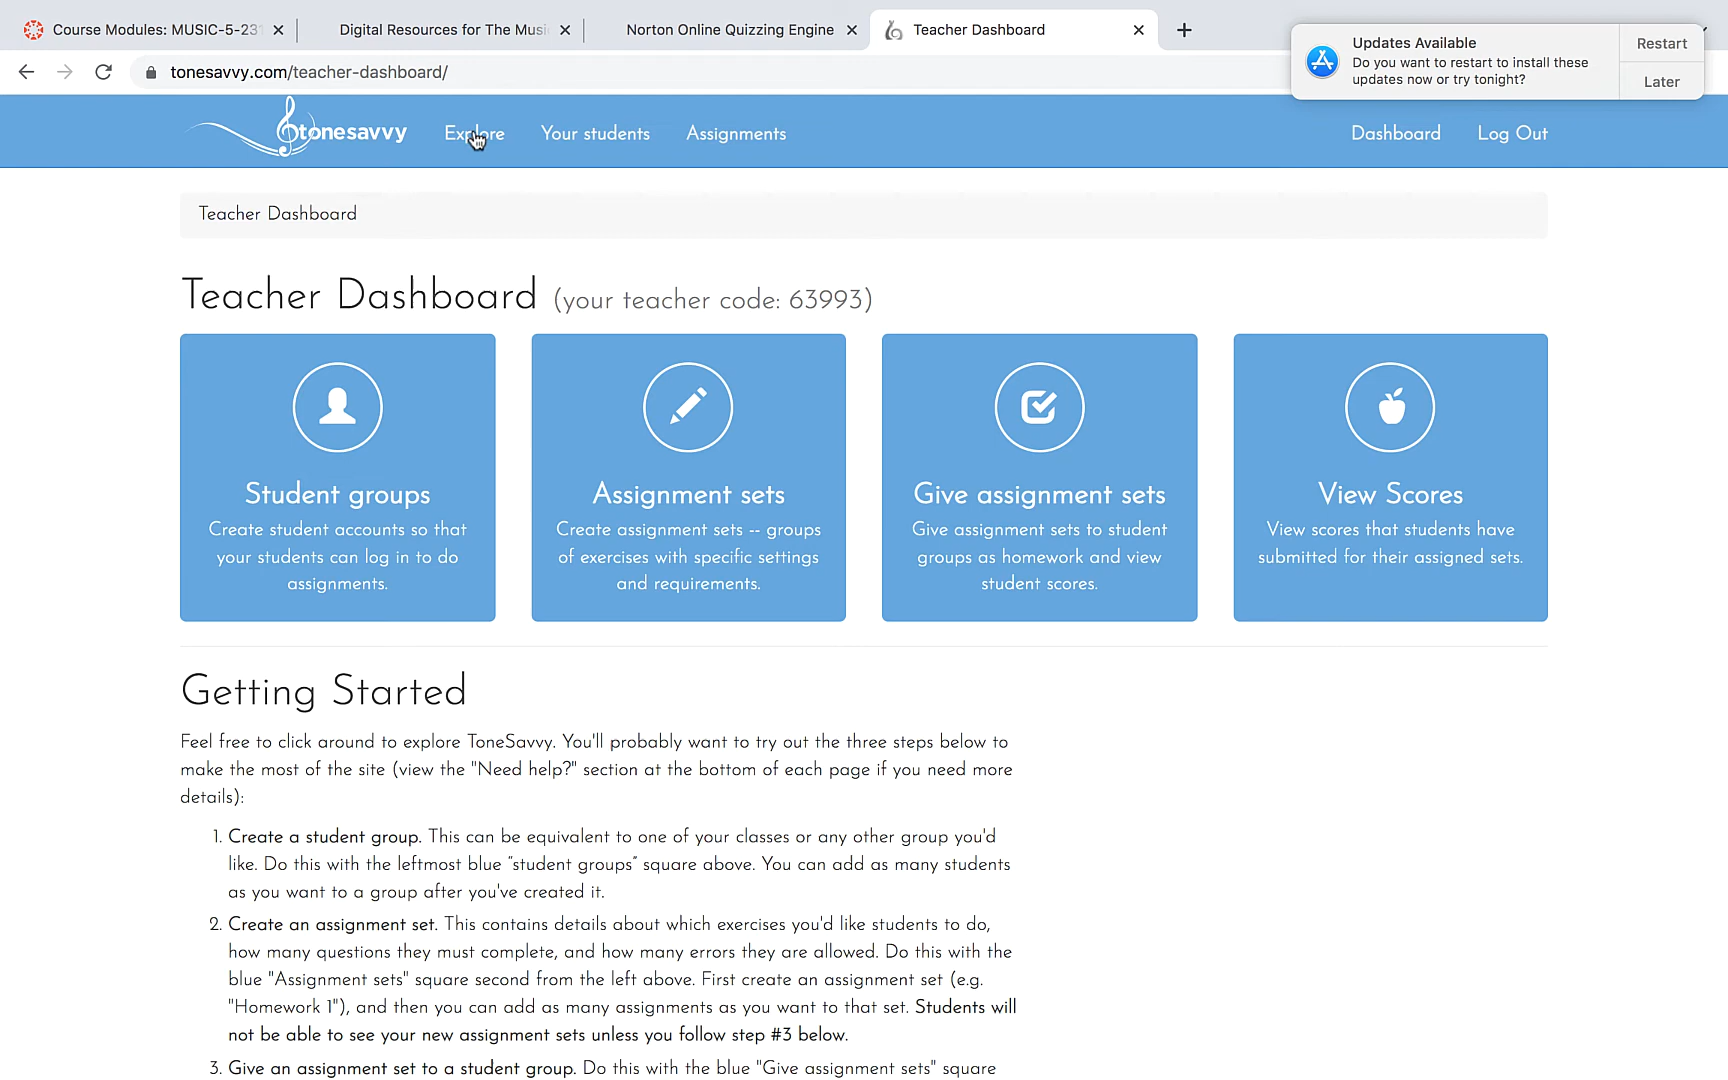 Course Modules: MUSIC-5-231
Digital Resources for The Musi
Norton Online Quizzing Engine
Teacher Dashboard
tonesavvy.com/teacher-dashboard/
Updates Available
Do you want to restart to install these
updates now or try tonight?
Restart
Later
tonesavvy
Explore
Your students
Assignments
Dashboard
Log Out
Teacher Dashboard
Teacher Dashboard (your teacher code: 63993)
Student groups
Create student accounts so that
your students can log in to do
assignments.
Assignment sets
Create assignment sets -- groups
of exercises with specific settings
and requirements.
Give assignment sets
Give assignment sets to student
groups as homework and view
student scores.
View Scores
View scores that students have
submitted for their assigned sets.
Getting Started
Feel free to click around to explore ToneSavvy. You'll probably want to try out the three steps below to
make the most of the site (view the "Need help?" section at the bottom of each page if you need more
details):
1. Create a student group. This can be equivalent to one of your classes or any other group you'd
like. Do this with the leftmost blue "student groups" square above. You can add as many students
as you want to a group after you've created it.
2. Create an assignment set. This contains details about which exercises you'd like students to do,
how many questions they must complete, and how many errors they are allowed. Do this with the
blue "Assignment sets" square second from the left above. First create an assignment set (e.g.
"Homework 1"), and then you can add as many assignments as you want to that set. Students will
not be able to see your new assignment sets unless you follow step #3 below.
3. Give an assignment set to a student group. Do this with the blue "Give assignment sets" square